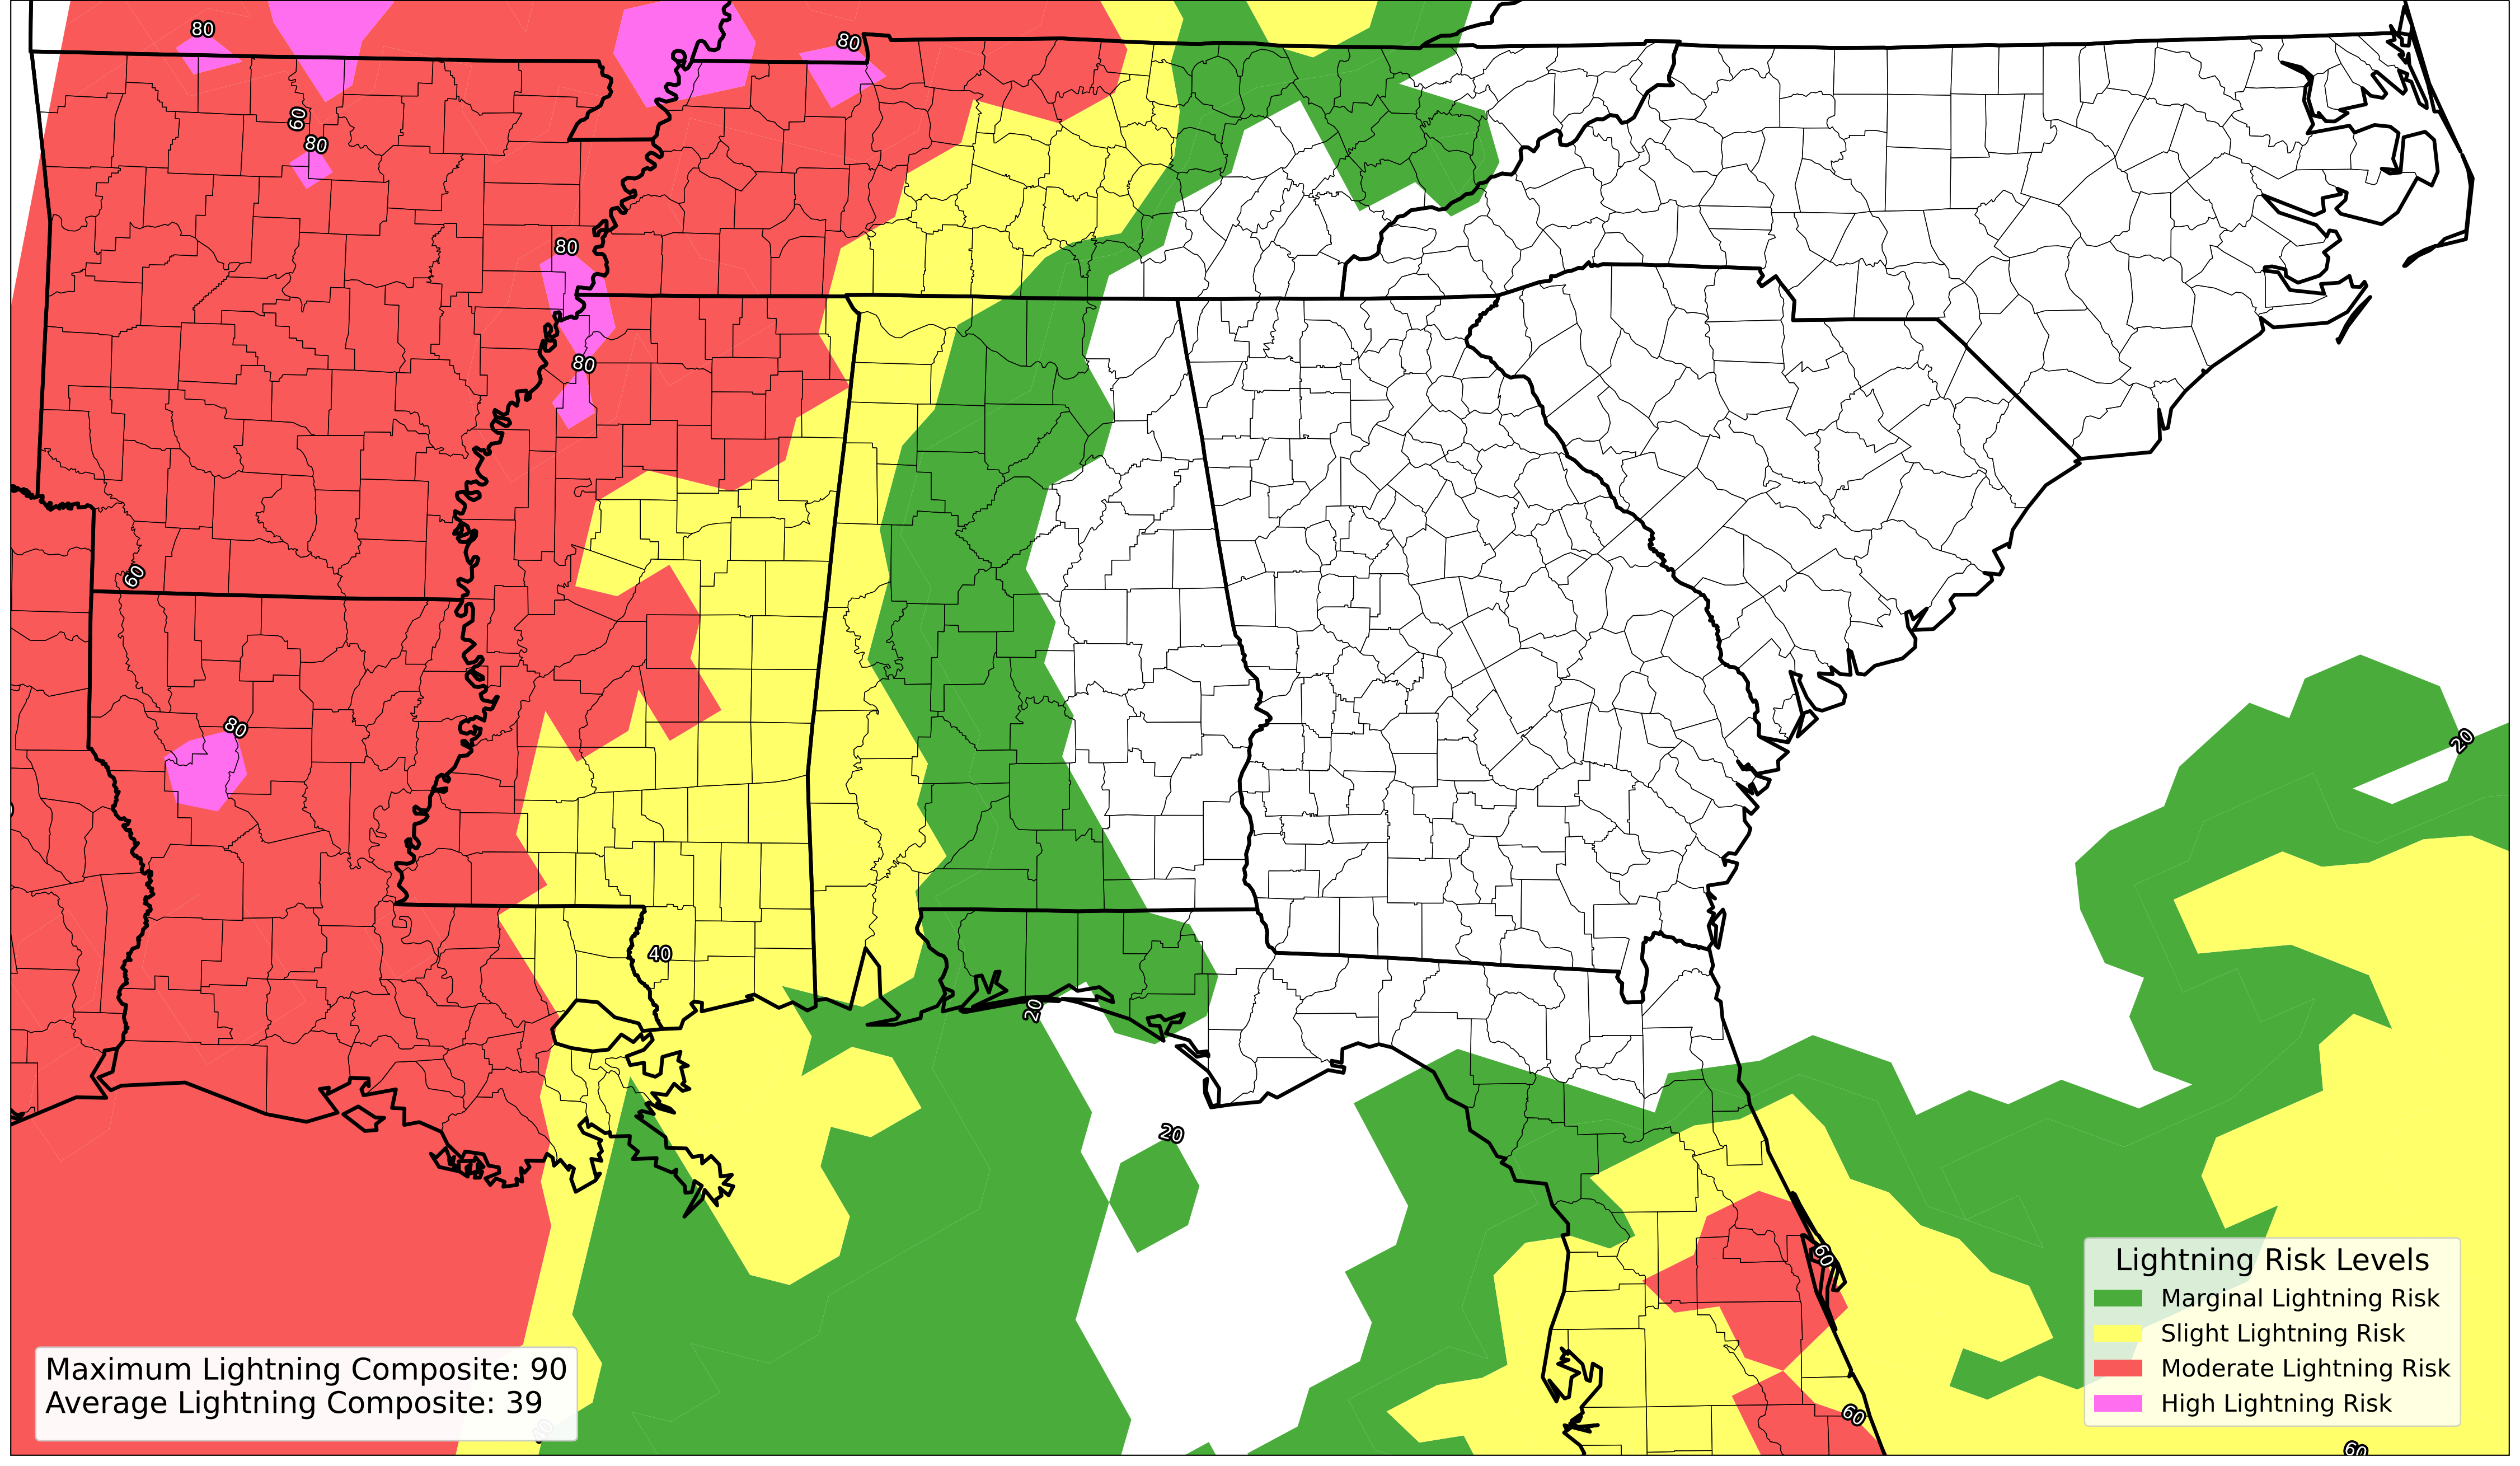 80
80
60
80
80
80
60
80
20
40
20
20
60
60
60
Lightning Risk Levels
Marginal Lightning Risk
Slight Lightning Risk
Moderate Lightning Risk
High Lightning Risk
Maximum Lightning Composite: 90
Average Lightning Composite: 39